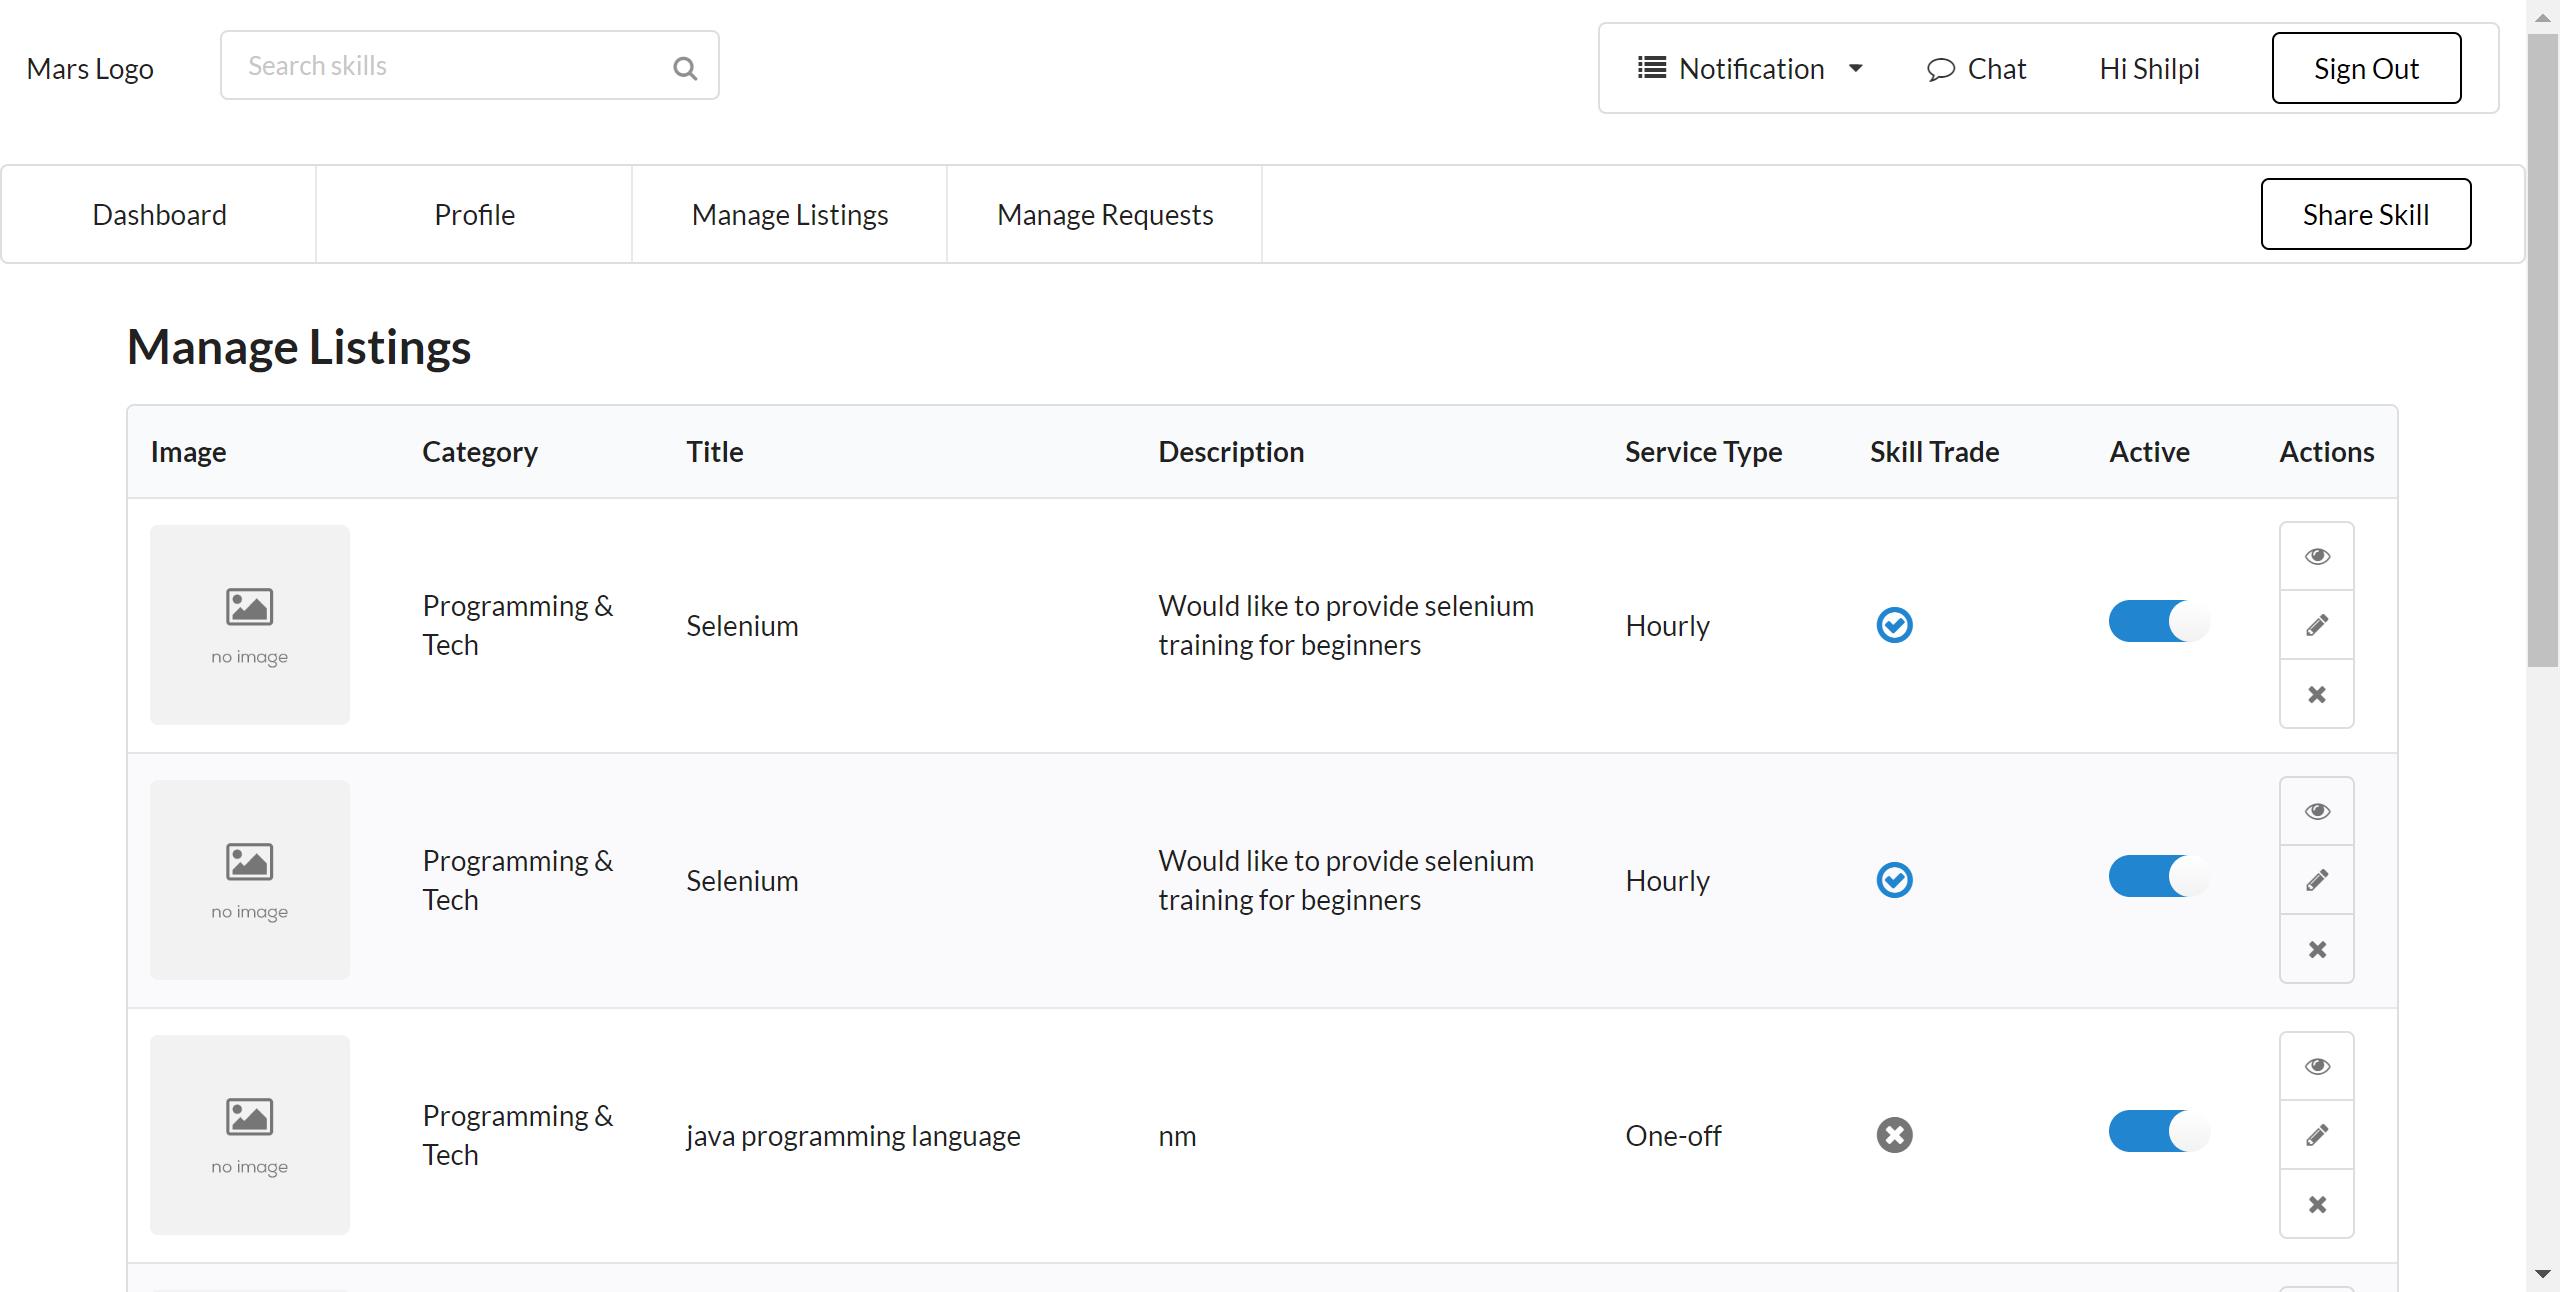 Mars Logo
Search skills
Notification
Chat
Hi Shilpi
Sign Out
Dashboard
Profile
Manage Listings
Manage Requests
Share Skill
Manage Listings
Image
Category
Title
Description
Service Type
Skill Trade
Active
Actions
no image
Programming &
Tech
Selenium
Would like to provide selenium
training for beginners
Hourly
no image
Programming &
Tech
Selenium
Would like to provide selenium
training for beginners
Hourly
no image
Programming &
Tech
java programming language
nm
One-off